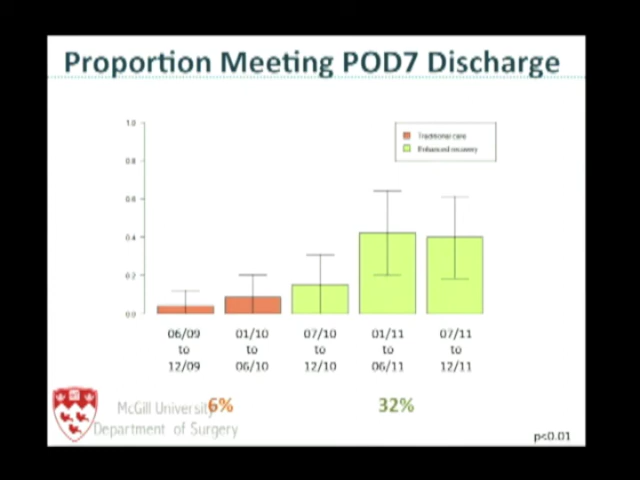 Proportion Meeting POD7 Discharge
1.0
0.8
0.6
0.4
0.2
0.0
Traditional care
Enhanced recovery
06/09 to 12/09
01/10 to 06/10
07/10 to 12/10
01/11 to 06/11
07/11 to 12/11
6%
32%
McGill University
Department of Surgery
p<0.01